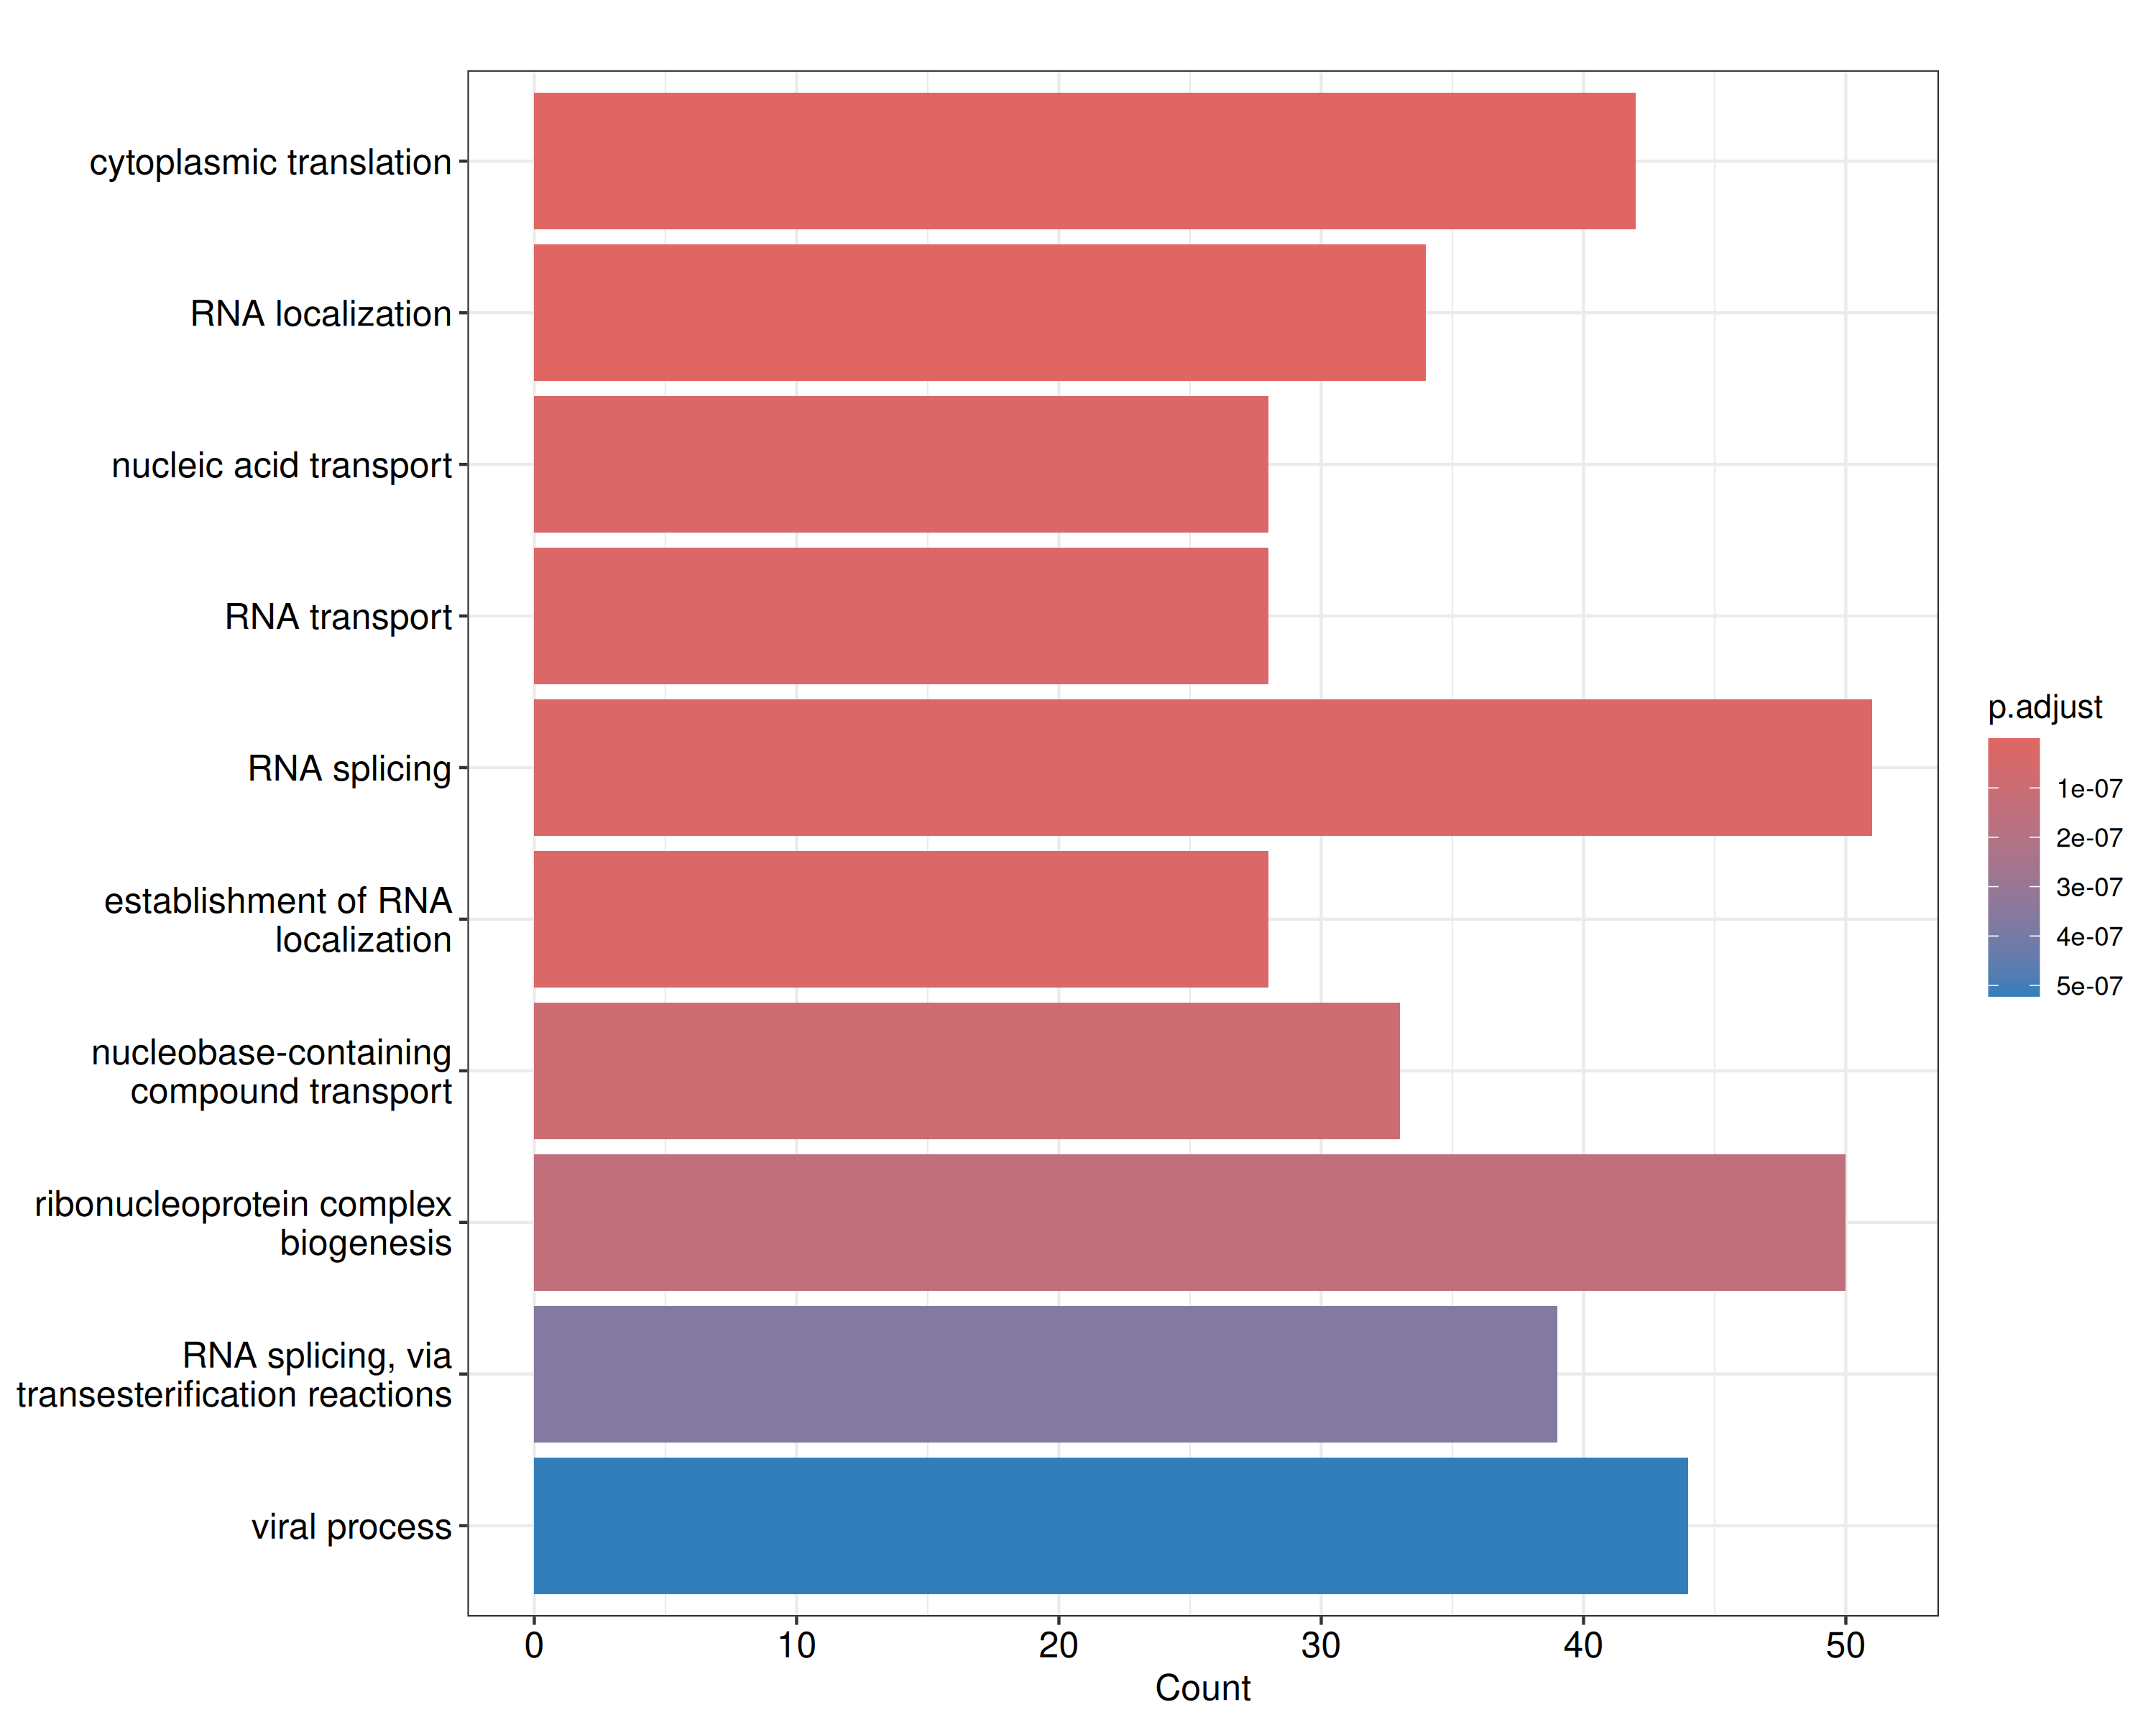 cytoplasmic translation
RNA localization
nucleic acid transport
RNA transport
RNA splicing
establishment of RNA
localization
nucleobase-containing
compound transport
ribonucleoprotein complex
biogenesis
RNA splicing, via
transesterification reactions
viral process
0 10 20 30 40 50
Count
p.adjust
1e-07
2e-07
3e-07
4e-07
5e-07